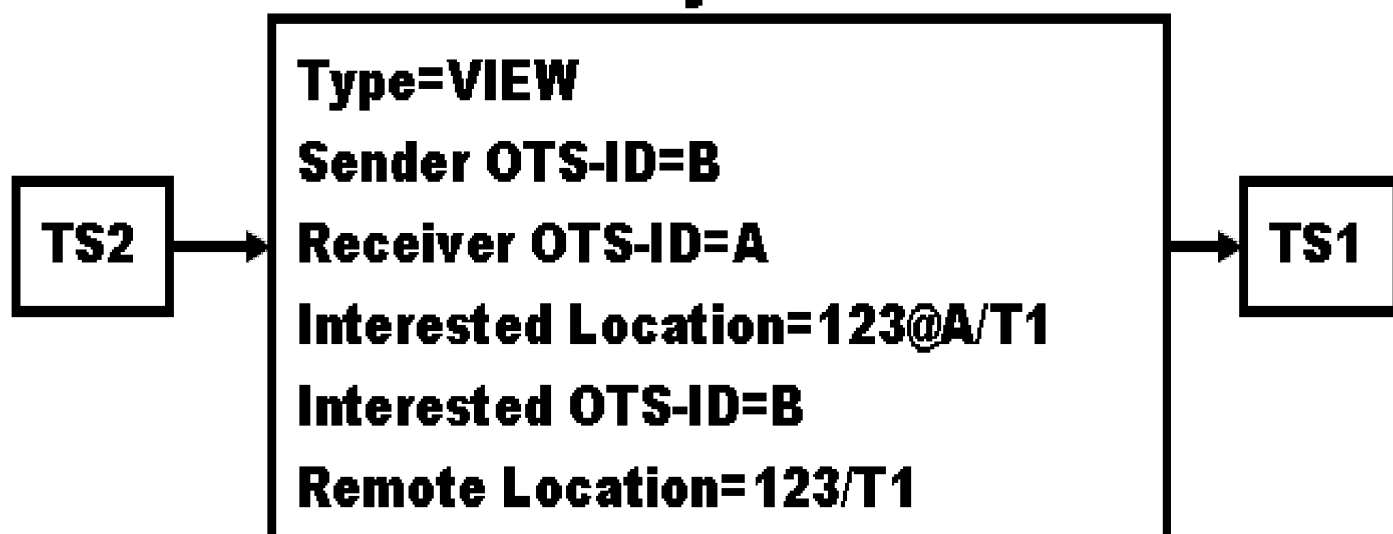 Type=VIEW
Sender OTS-ID=B
TS2
Receiver OTS-ID=A
TS1
Interested Location=123@A/T1
Interested OTS-ID=B
Remote Location=123/T1